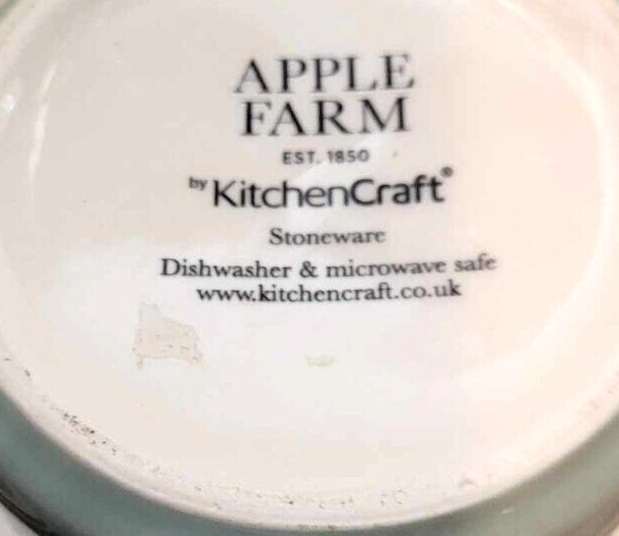 APPLE
FARM
EST. 1850
by KitchenCraft®
Stoneware
Dishwasher & microwave safe
www.kitchencraft.co.uk